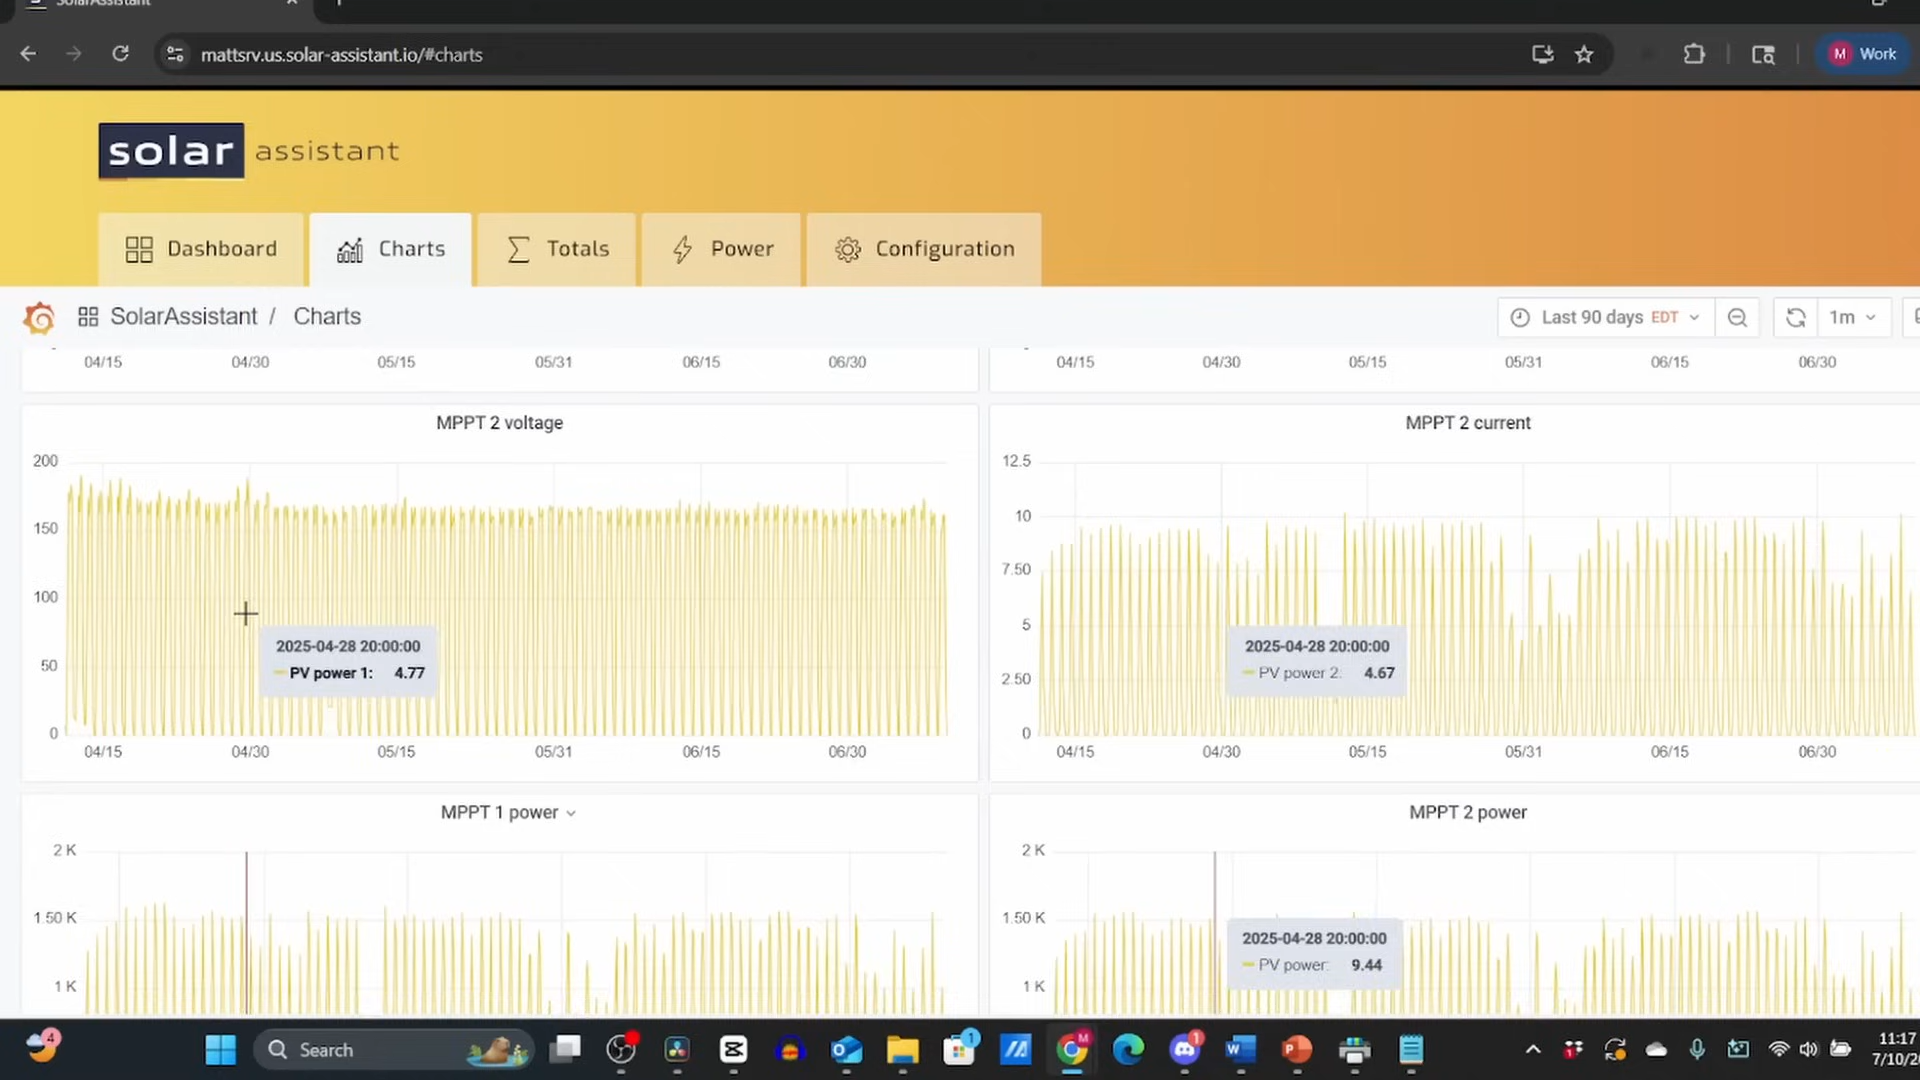 SolarAssistant
mattsrv.us.solar-assistant.io/#charts
M Work
solar assistant
Dashboard
Charts
Totals
Power
Configuration
SolarAssistant / Charts
Last 90 days EDT
1m
04/15 04/30 05/15 05/31 06/15 06/30
04/15 04/30 05/15 05/31 06/15 06/30
MPPT 2 voltage
200
150
100
50
0
2025-04-28 20:00:00
PV power 1: 4.77
04/15 04/30 05/15 05/31 06/15 06/30
MPPT 2 current
12.5
10
7.50
5
2.50
0
2025-04-28 20:00:00
PV power 2: 4.67
04/15 04/30 05/15 05/31 06/15 06/30
MPPT 1 power
2 K
1.50 K
1 K
MPPT 2 power
2 K
1.50 K
1 K
2025-04-28 20:00:00
PV power: 9.44
4
Search
1
M
1
11:17